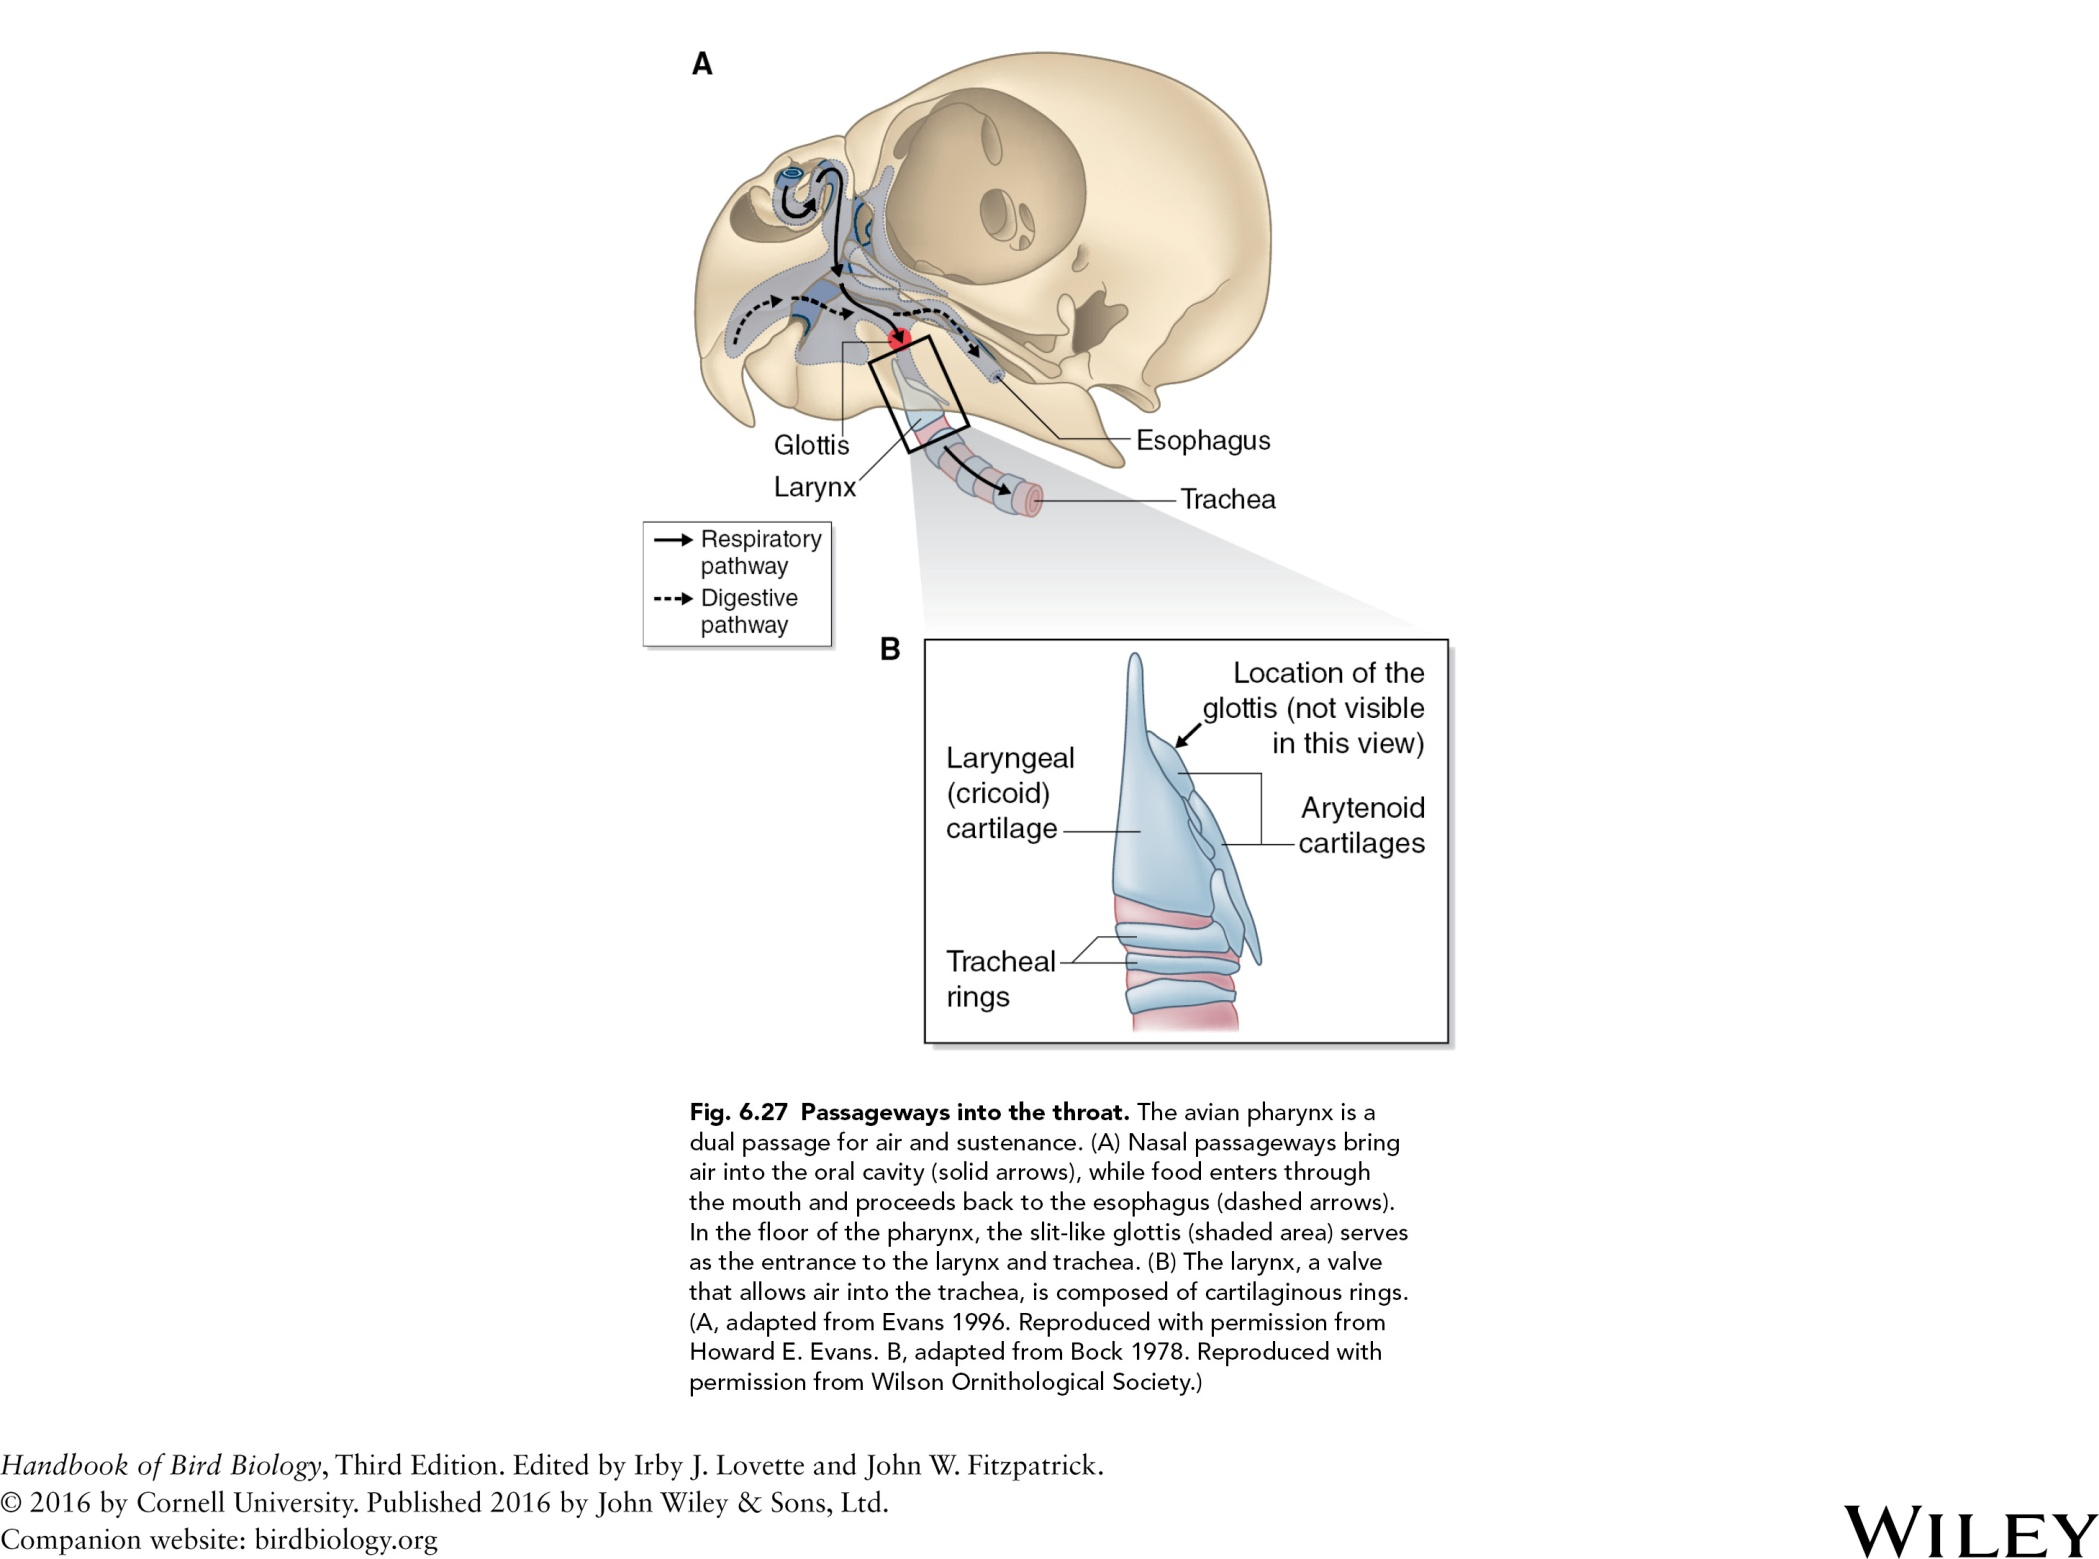 A
Glottis
Larynx
Esophagus
Trachea
Respiratory
pathway
Digestive
pathway
B
Location of the
glottis (not visible
in this view)
Laryngeal
(cricoid)
cartilage
Arytenoid
cartilages
Tracheal
rings
Fig. 6.27 Passageways into the throat. The avian pharynx is a
dual passage for air and sustenance. (A) Nasal passageways bring
air into the oral cavity (solid arrows), while food enters through
the mouth and proceeds back to the esophagus (dashed arrows).
In the floor of the pharynx, the slit-like glottis (shaded area) serves
as the entrance to the larynx and trachea. (B) The larynx, a valve
that allows air into the trachea, is composed of cartilaginous rings.
(A, adapted from Evans 1996. Reproduced with permission from
Howard E. Evans. B, adapted from Bock 1978. Reproduced with
permission from Wilson Ornithological Society.)
Handbook of Bird Biology, Third Edition. Edited by Irby J. Lovette and John W. Fitzpatrick.
© 2016 by Cornell University. Published 2016 by John Wiley & Sons, Ltd.
Companion website: birdbiology.org
WILEY